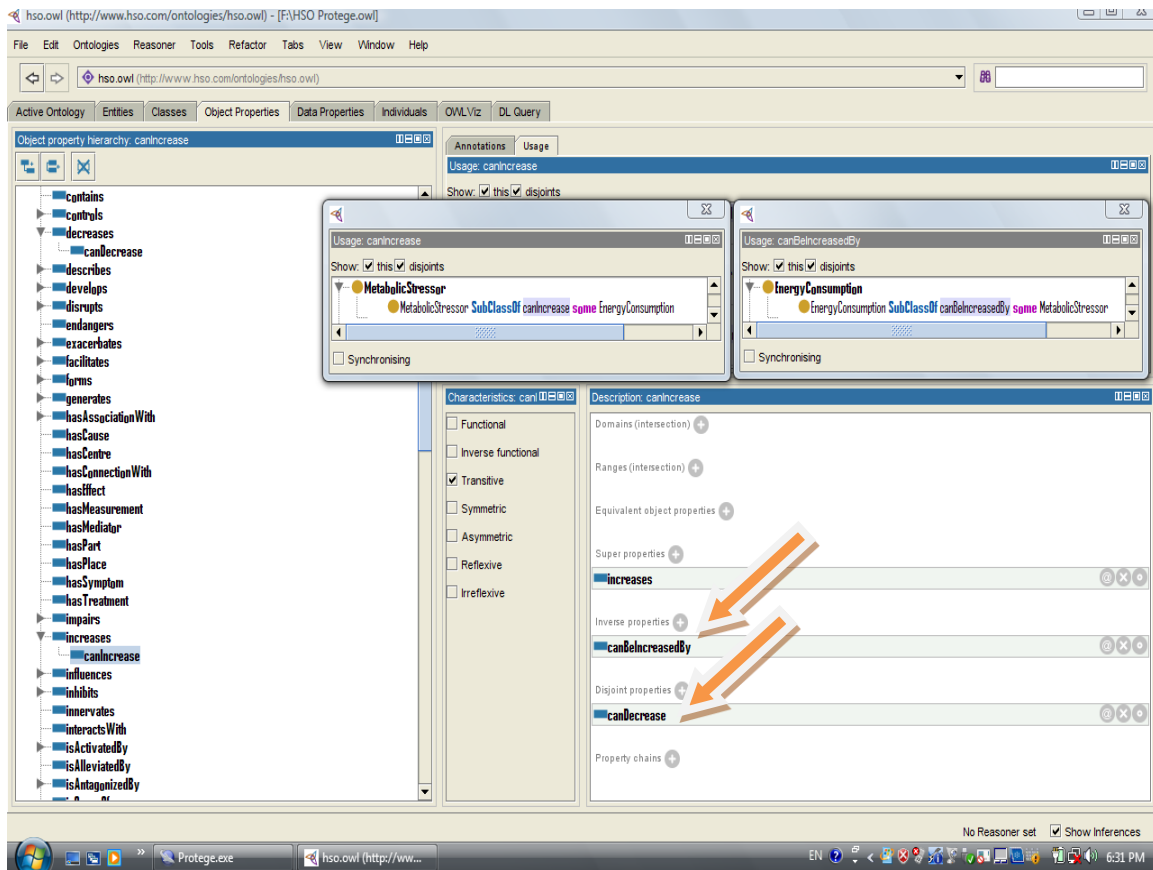 hso.owl (http://www.hso.com/ontologies/hso.owl) - [F:\HSO Protege.owl]
File Edit Ontologies Reasoner Tools Refactor Tabs View Window Help
hso.owl (http://www.hso.com/ontologies/hso.owl)
Active Ontology Entities Classes Object Properties Data Properties Individuals OWLViz DL Query
Object property hierarchy: canIncrease
contains
controls
decreases
canDecrease
describes
develops
disrupts
endangers
exacerbates
facilitates
forms
generates
hasAssociationWith
hasCause
hasCentre
hasConnectionWith
hasEffect
hasMeasurement
hasMediator
hasPart
hasPlace
hasSymptom
hasTreatment
impairs
increases
canIncrease
influences
inhibits
innervates
interactsWith
isActivatedBy
isAlleviatedBy
isAntagonizedBy
Annotations Usage
Usage: canIncrease
Show: this disjoints
Usage: canIncrease
Show: this disjoints
MetabolicStressor
MetabolicStressor SubClassOf canIncrease some EnergyConsumption
Synchronising
Usage: canBeIncreasedBy
Show: this disjoints
EnergyConsumption
EnergyConsumption SubClassOf canBeIncreasedBy some MetabolicStressor
Synchronising
Characteristics: canI
Functional
Inverse functional
Transitive
Symmetric
Asymmetric
Reflexive
Irreflexive
Description: canIncrease
Domains (intersection)
Ranges (intersection)
Equivalent object properties
Super properties
increases
Inverse properties
canBeIncreasedBy
Disjoint properties
canDecrease
Property chains
No Reasoner set Show Inferences
Protege.exe hso.owl (http://ww... EN 6:31 PM